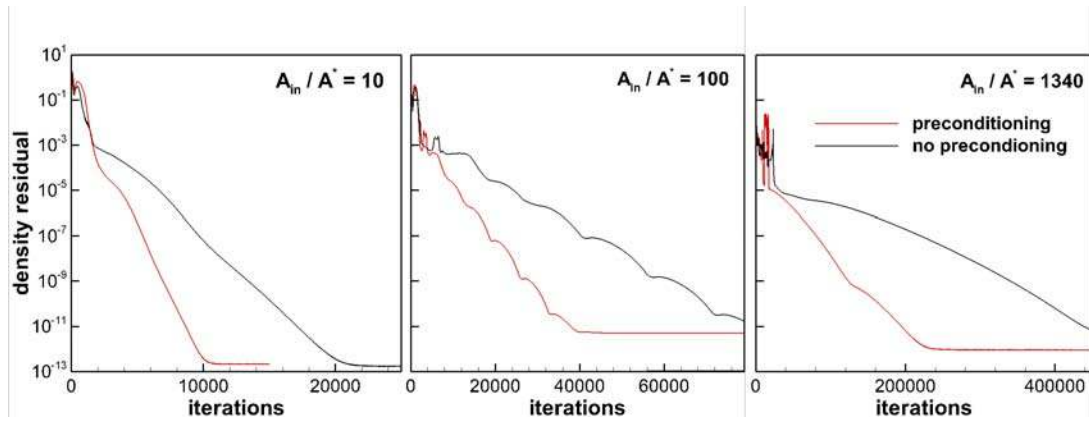 density residual
10^1
10^-1
10^-3
10^-5
10^-7
10^-9
10^-11
10^-13
A_in / A^* = 10
0 10000 20000
iterations
A_in / A^* = 100
0 20000 40000 60000
iterations
A_in / A^* = 1340
preconditioning
no precondioning
0 200000 400000
iterations